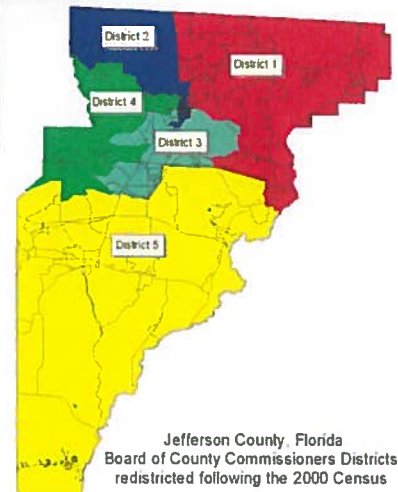 District 2
District 1
District 4
District 3
District 5
Jefferson County, Florida
Board of County Commissioners Districts
redistricted following the 2000 Census